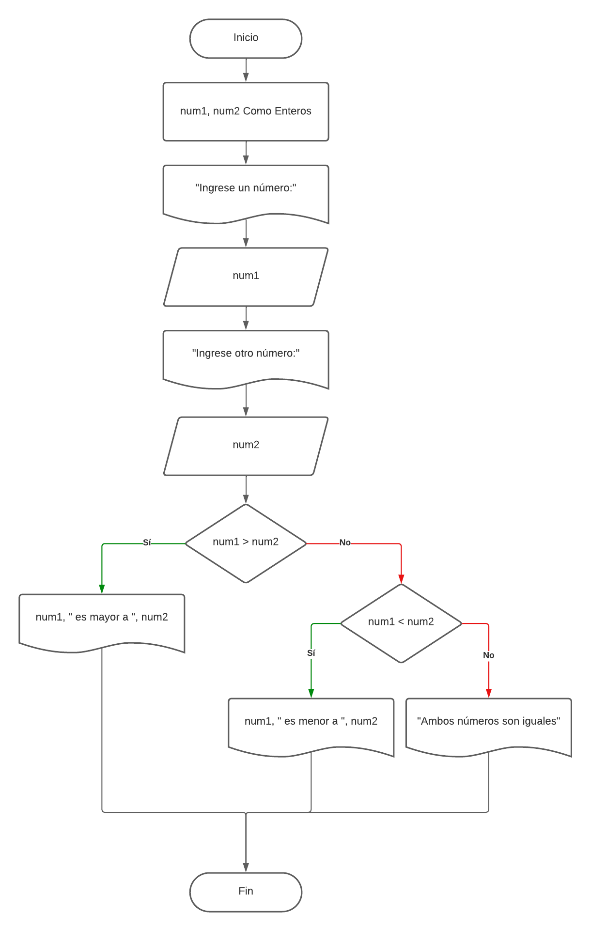 Inicio
num1, num2 Como Enteros
"Ingrese un número:"
num1
"Ingrese otro número:"
num2
num1 > num2
Sí
No
num1, " es mayor a ", num2
num1 < num2
Sí
No
num1, " es menor a ", num2
"Ambos números son iguales"
Fin